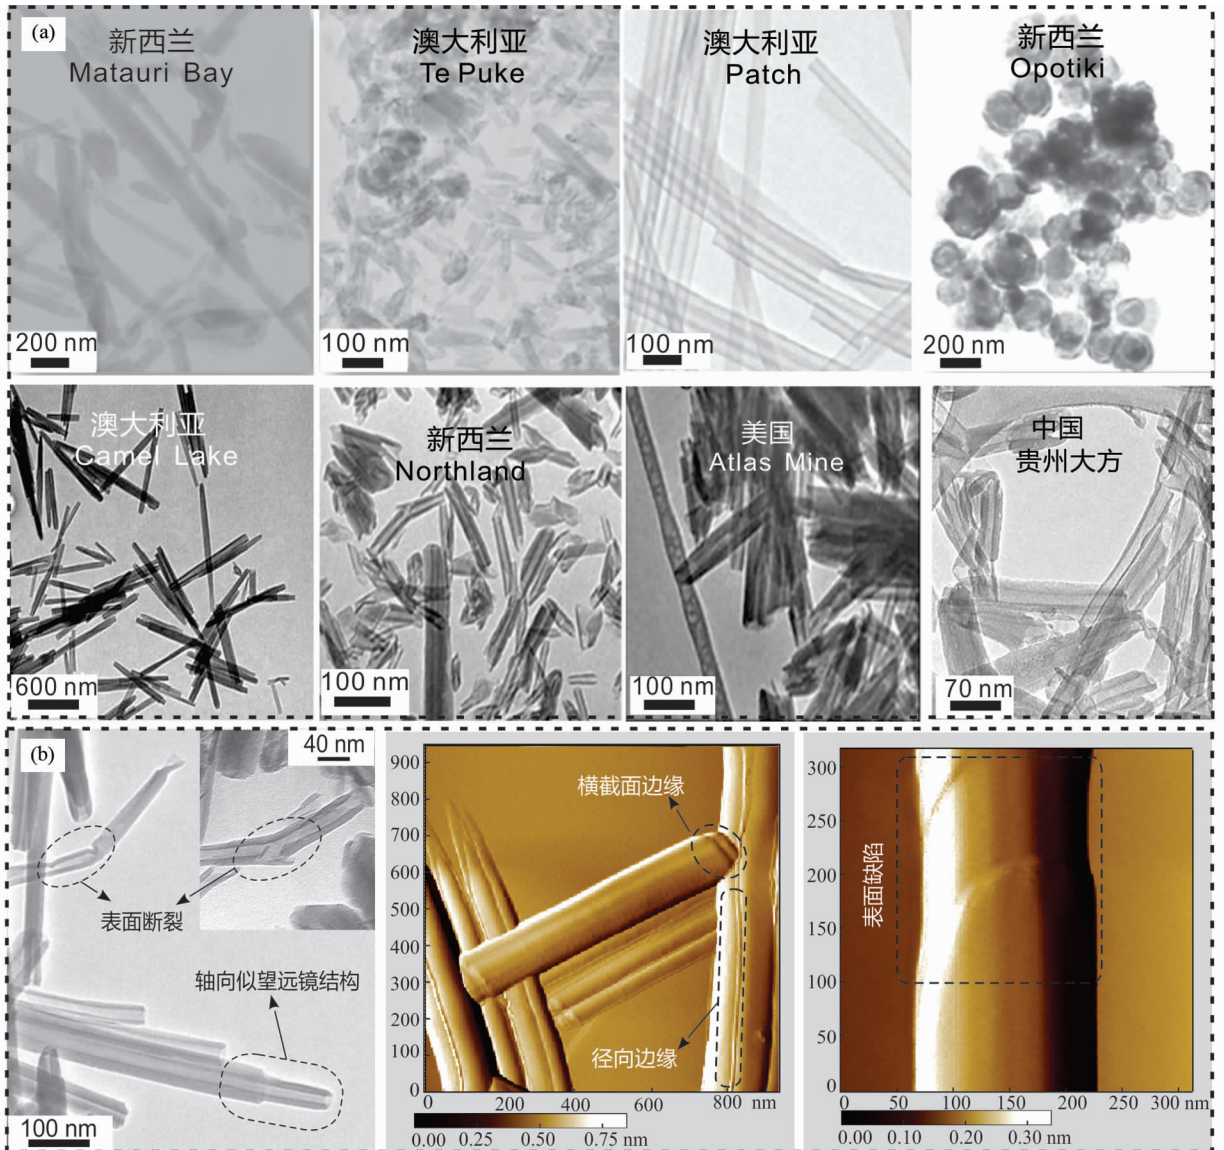 (a)
新西兰
Matauri Bay
200 nm
澳大利亚
Te Puke
100 nm
澳大利亚
Patch
100 nm
新西兰
Opotiki
200 nm
澳大利亚
Camel Lake
600 nm
新西兰
Northland
100 nm
美国
Atlas Mine
100 nm
中国
贵州大方
70 nm
(b)
40 nm
表面断裂
轴向似望远镜结构
100 nm
900
800
700
600
500
400
300
200
100
0
横截面边缘
径向边缘
0 200 400 600 800 nm
0.00 0.25 0.50 0.75 nm
300
250
200
150
100
50
0
表面缺陷
0 50 100 150 200 250 300 nm
0.00 0.10 0.20 0.30 nm